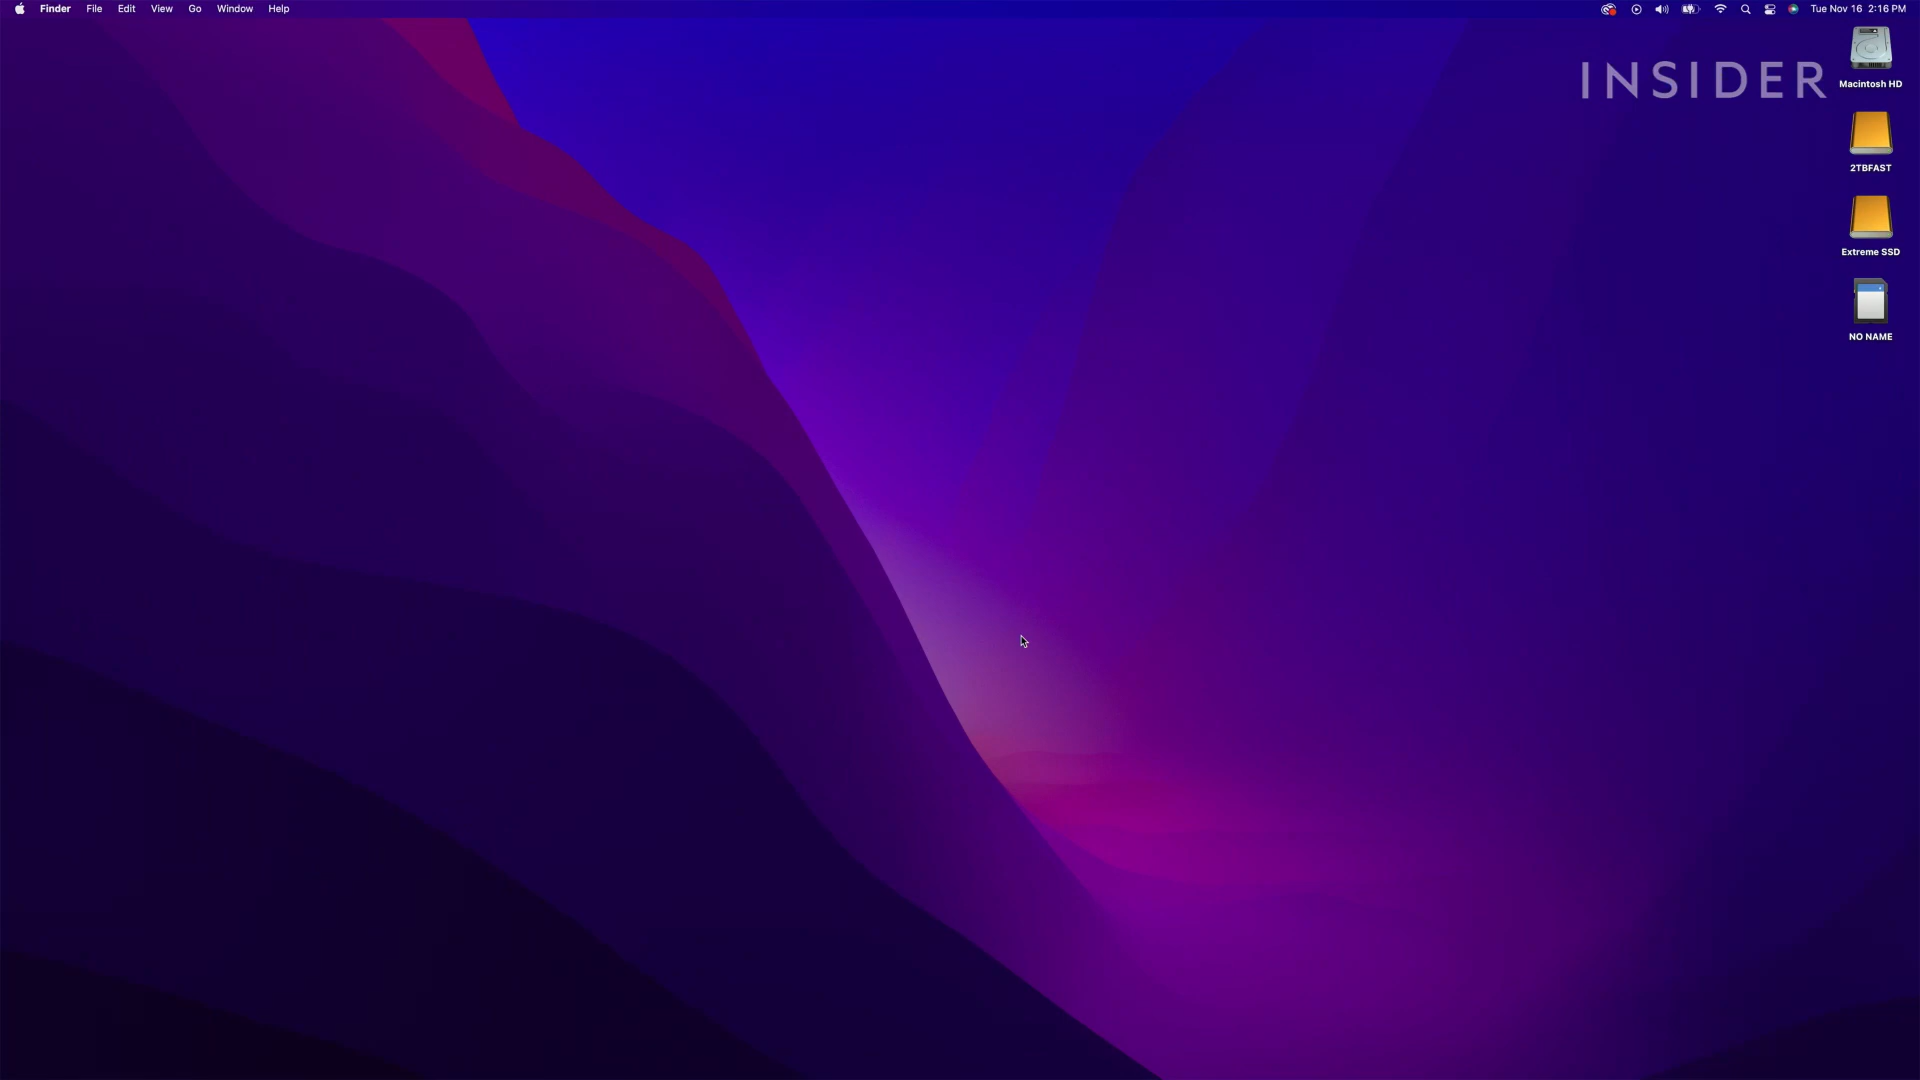 Finder File Edit View Go Window Help Tue Nov 16 2:16 PM
INSIDER
Macintosh HD
2TBFAST
Extreme SSD
NO NAME